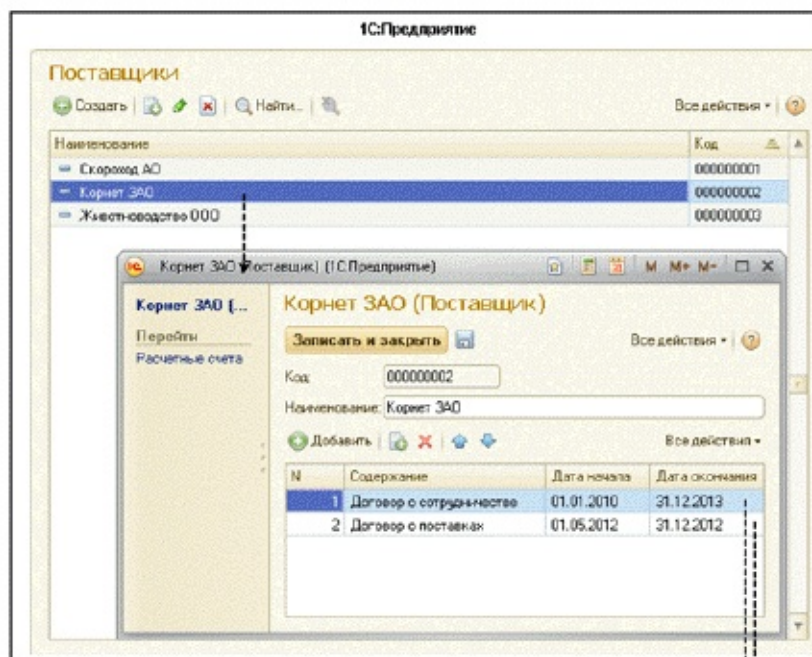 1С:Предприятие
Поставщики
Создать Найти... Все действия
Наименование Код
Скороход АО 000000001
Корнет ЗАО 000000002
Животноводство ООО 000000003
Корнет ЗАО (Поставщик) (1С:Предприятие) M M+ M-
Корнет ЗАО (... Корнет ЗАО (Поставщик)
Перейти Записать и закрыть Все действия
Расчетные счета
Код: 000000002
Наименование: Корнет ЗАО
Добавить Все действия
N Содержание Дата начала Дата окончания
1 Договор о сотрудничестве 01.01.2010 31.12.2013
2 Договор о поставках 01.05.2012 31.12.2012